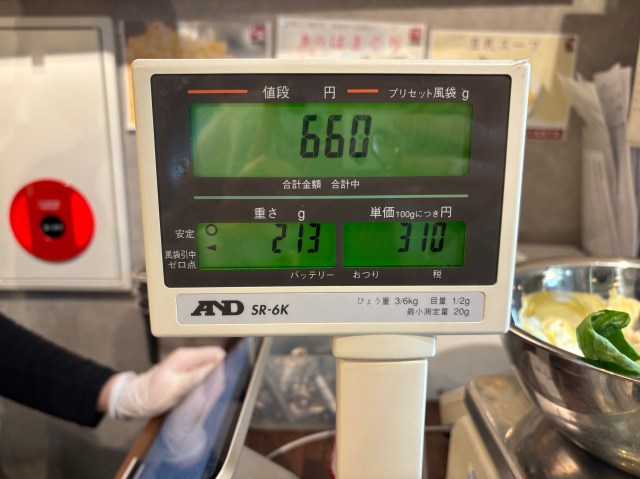 値段 円 プリセット風袋 g
660
合計金額 合計中
重さ g 単価100gにつき円
安定
213 310
風袋引中
ゼロ点
バッテリー おつり 税
AND SR-6K
ひょう量 3/6kg 目量 1/2g
最小測定量 20g